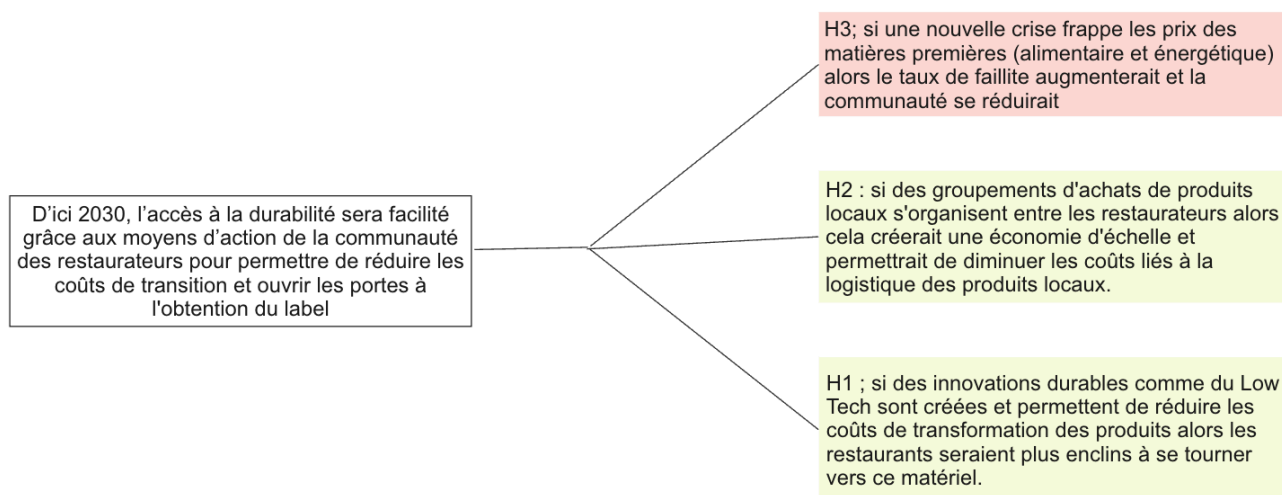 H3; si une nouvelle crise frappe les prix des
matières premières (alimentaire et énergétique)
alors le taux de faillite augmenterait et la
communauté se réduirait
D'ici 2030, l'accès à la durabilité sera facilité
grâce aux moyens d'action de la communauté
des restaurateurs pour permettre de réduire les
coûts de transition et ouvrir les portes à
l'obtention du label
H2 : si des groupements d'achats de produits
locaux s'organisent entre les restaurateurs alors
cela créerait une économie d'échelle et
permettrait de diminuer les coûts liés à la
logistique des produits locaux.
H1 ; si des innovations durables comme du Low
Tech sont créées et permettent de réduire les
coûts de transformation des produits alors les
restaurants seraient plus enclins à se tourner
vers ce matériel.